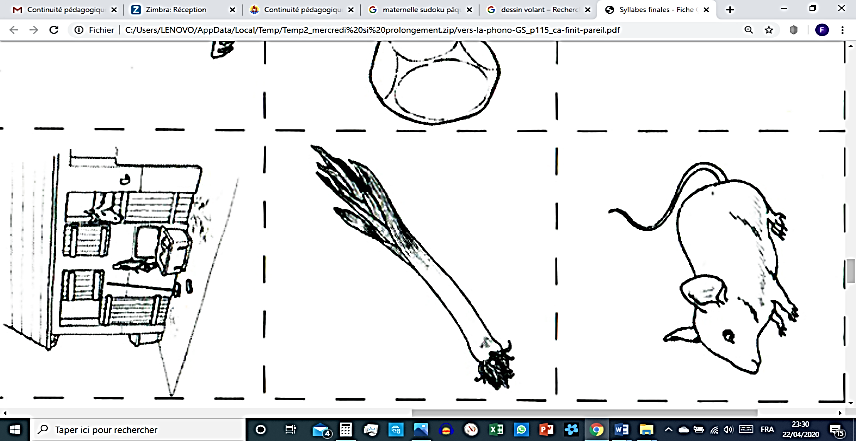 Continuité pédagogique
Zimbra: Réception
Continuité pédagogique
maternelle sudoku pâq
dessin volant – Recherc
Syllabes finales - Fiche
Fichier | C:/Users/LENOVO/AppData/Local/Temp/Temp2_mercredi%20si%20prolongement.zip/vers-la-phono-GS_p115_ca-finit-pareil.pdf
F
Taper ici pour rechercher
4
FRA
23:30
22/04/2020
15